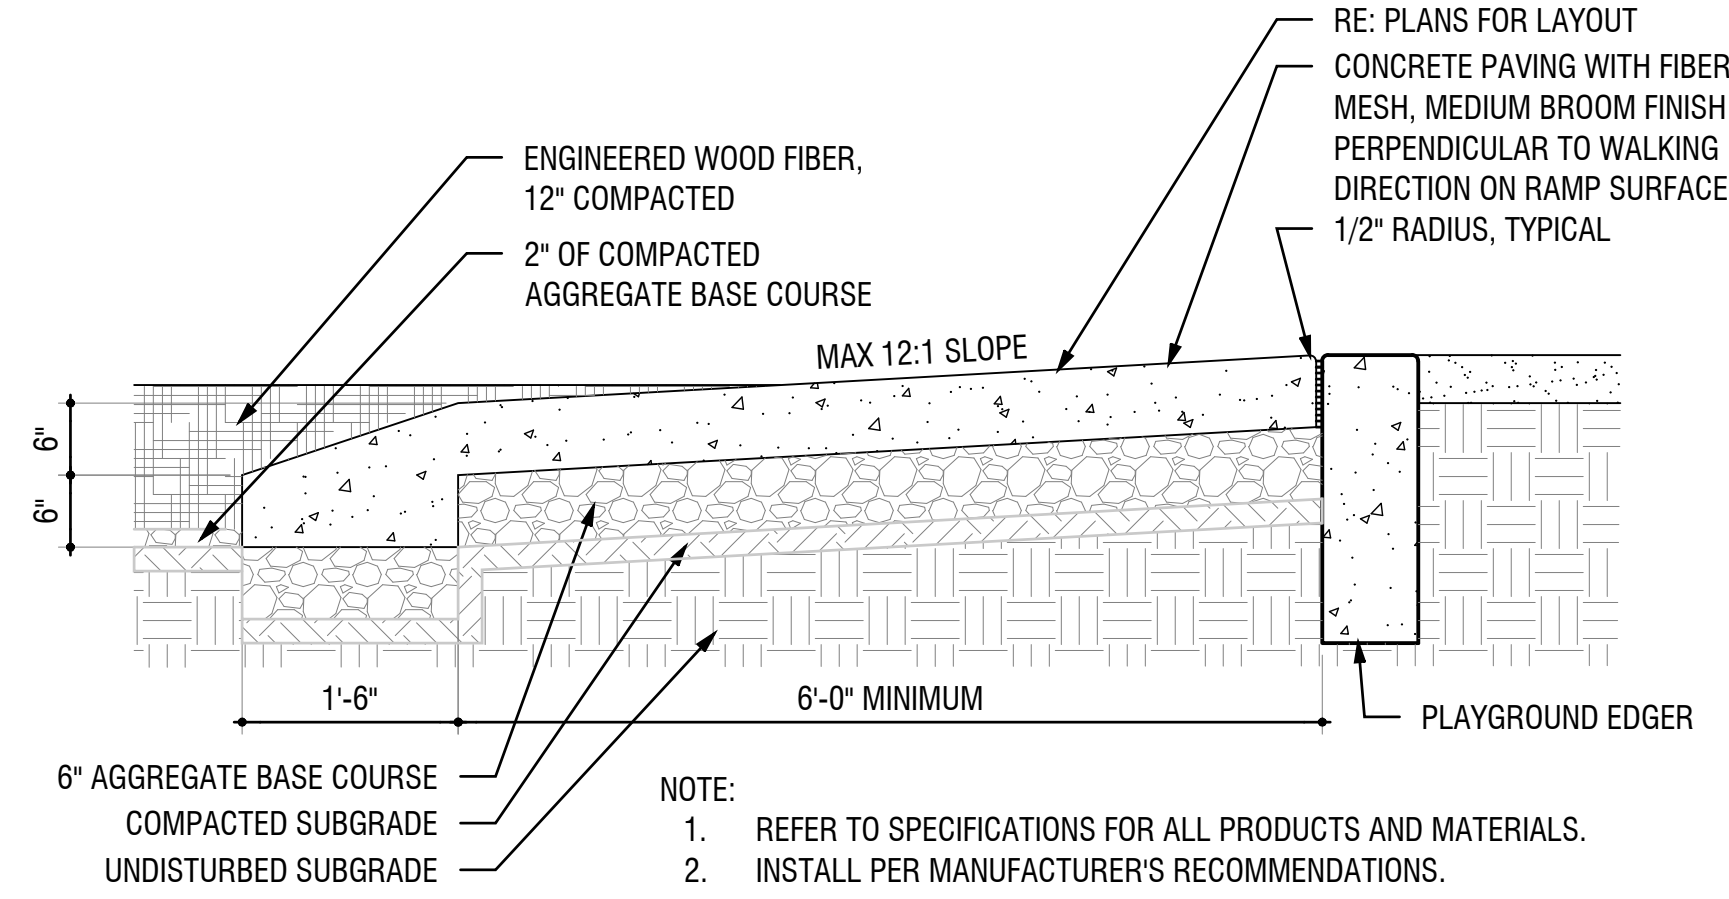 RE: PLANS FOR LAYOUT
CONCRETE PAVING WITH FIBER
MESH, MEDIUM BROOM FINISH
PERPENDICULAR TO WALKING
DIRECTION ON RAMP SURFACE
1/2" RADIUS, TYPICAL
ENGINEERED WOOD FIBER,
12" COMPACTED
2" OF COMPACTED
AGGREGATE BASE COURSE
MAX 12:1 SLOPE
6"
6"
1'-6"
6'-0" MINIMUM
PLAYGROUND EDGER
6" AGGREGATE BASE COURSE
COMPACTED SUBGRADE
UNDISTURBED SUBGRADE
NOTE:
1. REFER TO SPECIFICATIONS FOR ALL PRODUCTS AND MATERIALS.
2. INSTALL PER MANUFACTURER'S RECOMMENDATIONS.